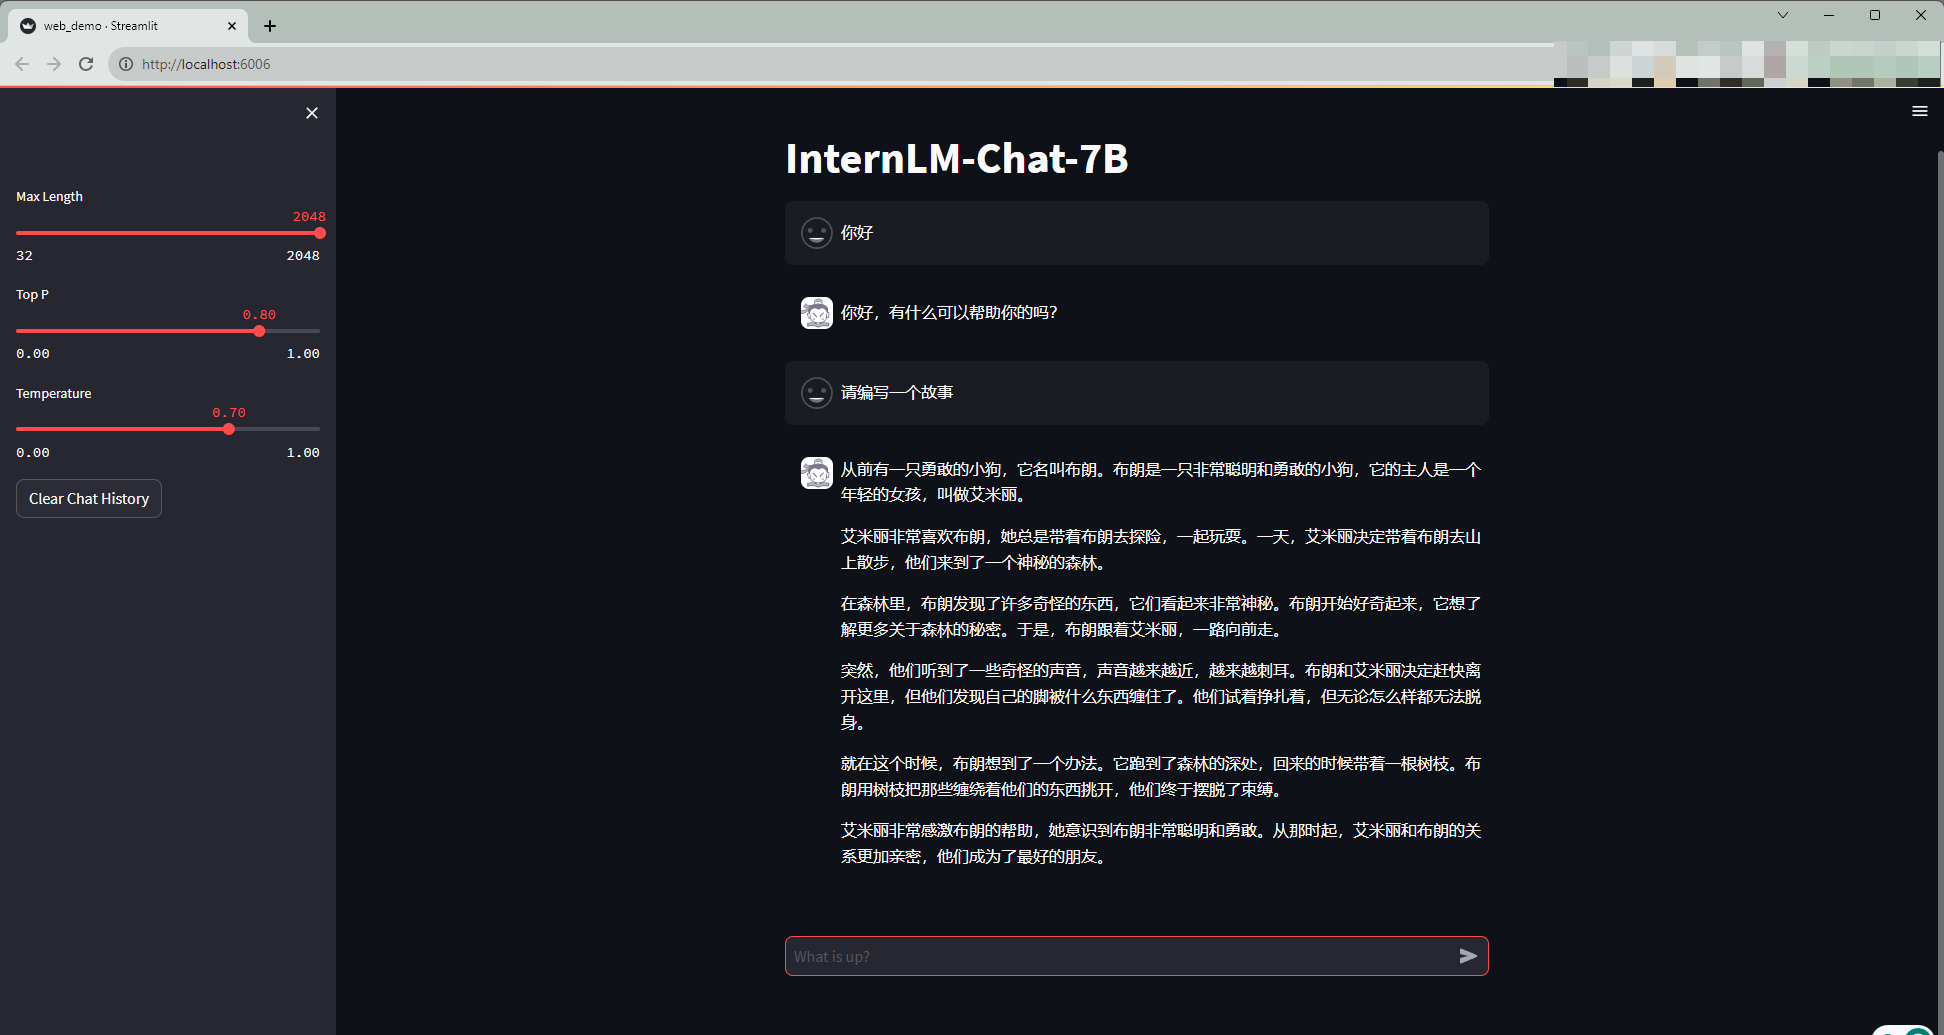 web_demo · Streamlit
http://localhost:6006
Max Length
2048
32
2048
Top P
0.80
0.00
1.00
Temperature
0.70
0.00
1.00
Clear Chat History
InternLM-Chat-7B
你好
你好，有什么可以帮助你的吗？
请编写一个故事
从前有一只勇敢的小狗，它名叫布朗。布朗是一只非常聪明和勇敢的小狗，它的主人是一个
年轻的女孩，叫做艾米丽。
艾米丽非常喜欢布朗，她总是带着布朗去探险，一起玩耍。一天，艾米丽决定带着布朗去山
上散步，他们来到了一个神秘的森林。
在森林里，布朗发现了许多奇怪的东西，它们看起来非常神秘。布朗开始好奇起来，它想了
解更多关于森林的秘密。于是，布朗跟着艾米丽，一路向前走。
突然，他们听到了一些奇怪的声音，声音越来越近，越来越刺耳。布朗和艾米丽决定赶快离
开这里，但他们发现自己的脚被什么东西缠住了。他们试着挣扎着，但无论怎么样都无法脱
身。
就在这个时候，布朗想到了一个办法。它跑到了森林的深处，回来的时候带着一根树枝。布
朗用树枝把那些缠绕着他们的东西挑开，他们终于摆脱了束缚。
艾米丽非常感激布朗的帮助，她意识到布朗非常聪明和勇敢。从那时起，艾米丽和布朗的关
系更加亲密，他们成为了最好的朋友。
What is up?